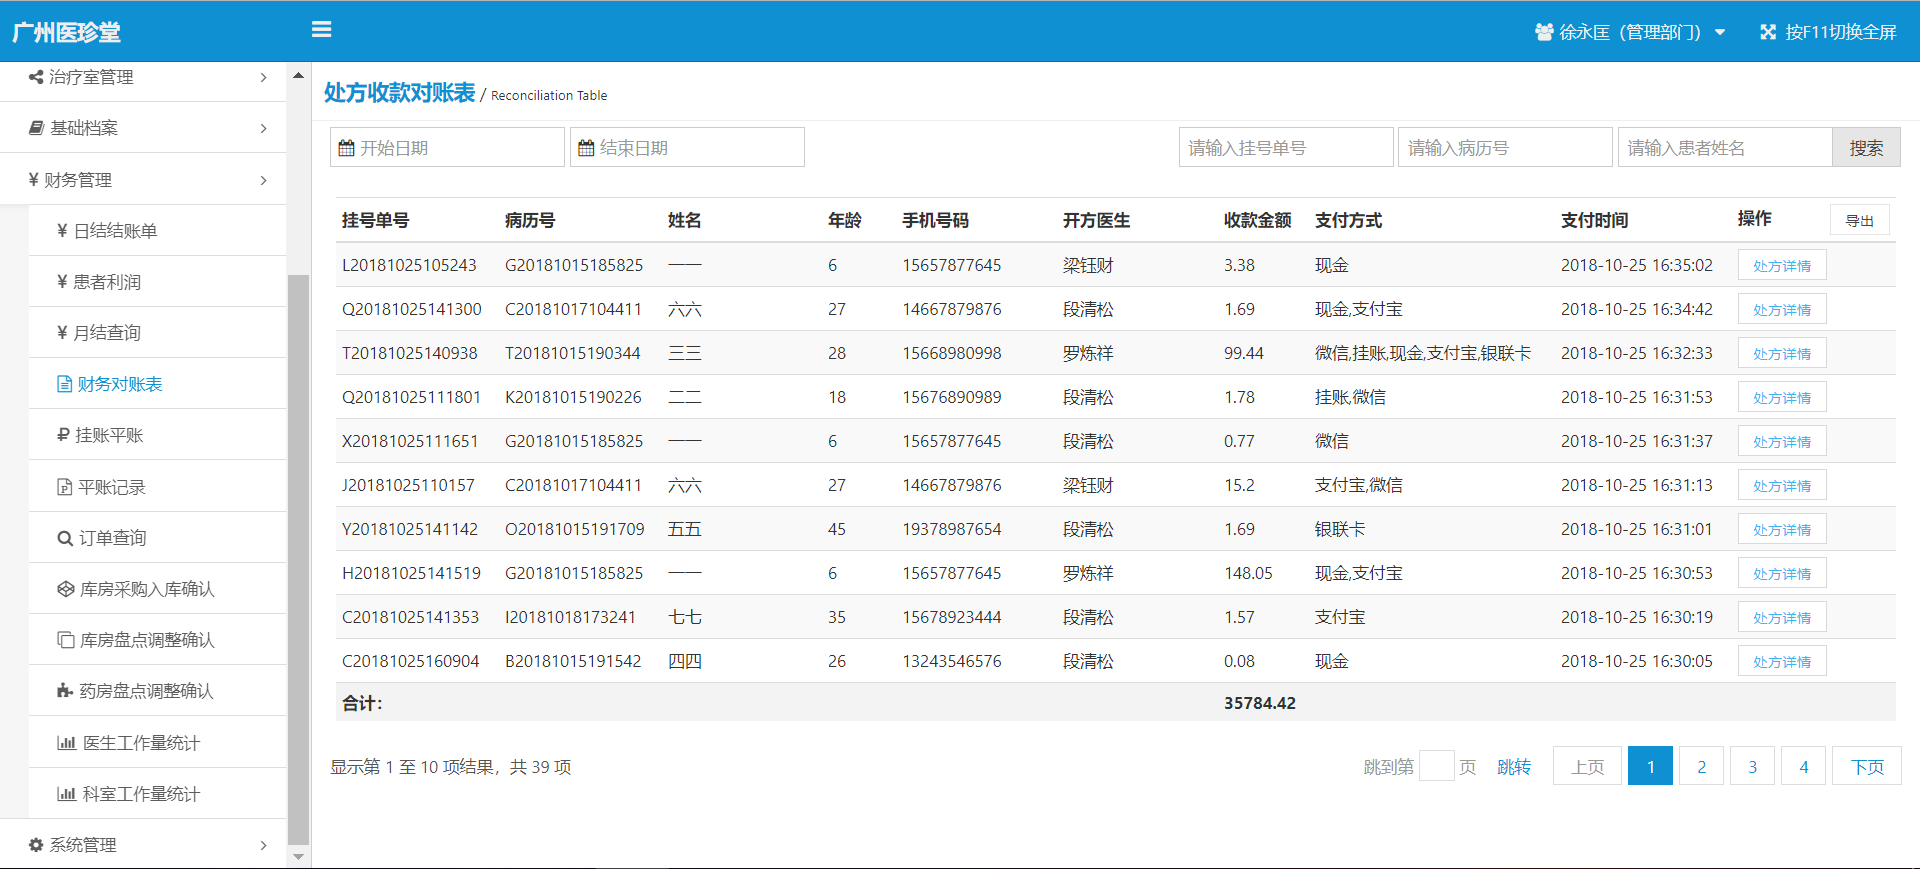 广州医珍堂
徐永匡（管理部门）
按F11切换全屏
治疗室管理
基础档案
¥ 财务管理
¥ 日结结账单
¥ 患者利润
¥ 月结查询
财务对账表
挂账平账
平账记录
订单查询
库房采购入库确认
库房盘点调整确认
药房盘点调整确认
医生工作量统计
科室工作量统计
系统管理
处方收款对账表 / Reconciliation Table
开始日期 结束日期 请输入挂号单号 请输入病历号 请输入患者姓名 搜索
挂号单号 病历号 姓名 年龄 手机号码 开方医生 收款金额 支付方式 支付时间 操作 导出
L20181025105243 G20181015185825 一一 6 15657877645 梁钰财 3.38 现金 2018-10-25 16:35:02 处方详情
Q20181025141300 C20181017104411 六六 27 14667879876 段清松 1.69 现金,支付宝 2018-10-25 16:34:42 处方详情
T20181025140938 T20181015190344 三三 28 15668980998 罗炼祥 99.44 微信,挂账,现金,支付宝,银联卡 2018-10-25 16:32:33 处方详情
Q20181025111801 K20181015190226 二二 18 15676890989 段清松 1.78 挂账,微信 2018-10-25 16:31:53 处方详情
X20181025111651 G20181015185825 一一 6 15657877645 段清松 0.77 微信 2018-10-25 16:31:37 处方详情
J20181025110157 C20181017104411 六六 27 14667879876 梁钰财 15.2 支付宝,微信 2018-10-25 16:31:13 处方详情
Y20181025141142 O20181015191709 五五 45 19378987654 段清松 1.69 银联卡 2018-10-25 16:31:01 处方详情
H20181025141519 G20181015185825 一一 6 15657877645 罗炼祥 148.05 现金,支付宝 2018-10-25 16:30:53 处方详情
C20181025141353 I20181018173241 七七 35 15678923444 段清松 1.57 支付宝 2018-10-25 16:30:19 处方详情
C20181025160904 B20181015191542 四四 26 13243546576 段清松 0.08 现金 2018-10-25 16:30:05 处方详情
合计： 35784.42
显示第 1 至 10 项结果，共 39 项 跳到第 页 跳转 上页 1 2 3 4 下页